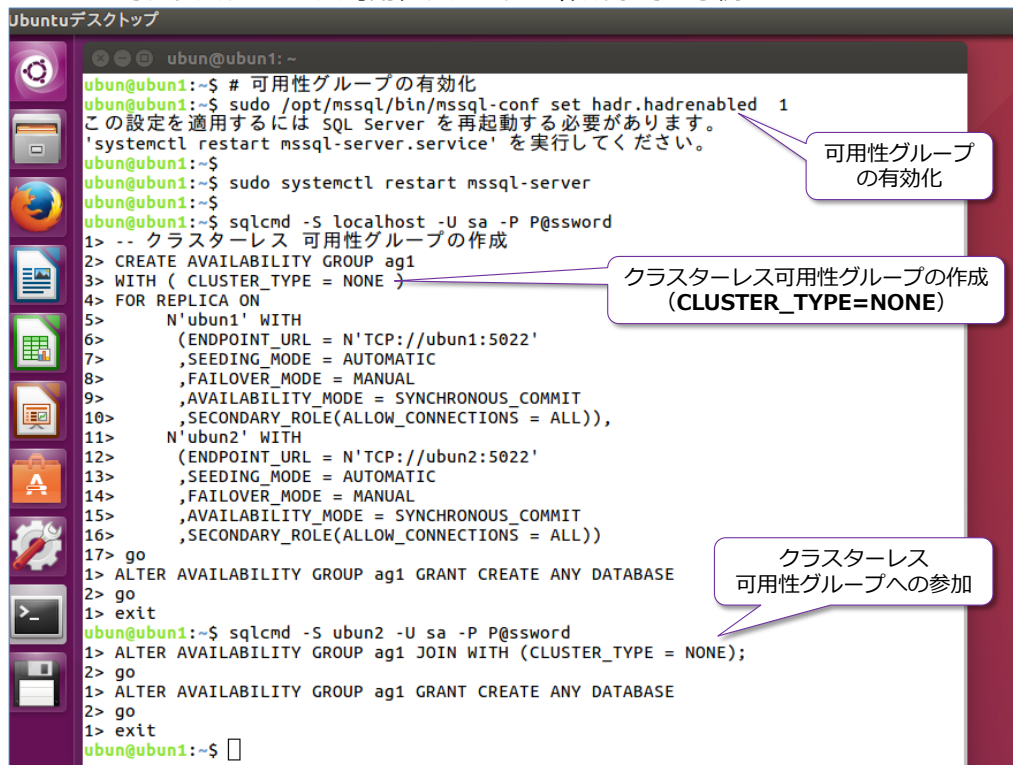 Ubuntuデスクトップ
ubun@ubun1: ~
ubun@ubun1:~$ # 可用性グループの有効化
ubun@ubun1:~$ sudo /opt/mssql/bin/mssql-conf set hadr.hadrenabled  1
この設定を適用するには SQL Server を再起動する必要があります。
'systemctl restart mssql-server.service' を実行してください。
ubun@ubun1:~$
ubun@ubun1:~$ sudo systemctl restart mssql-server
ubun@ubun1:~$
ubun@ubun1:~$ sqlcmd -S localhost -U sa -P P@ssword
1> -- クラスターレス 可用性グループの作成
2> CREATE AVAILABILITY GROUP ag1
3> WITH ( CLUSTER_TYPE = NONE )
4> FOR REPLICA ON
5>      N'ubun1' WITH
6>       (ENDPOINT_URL = N'TCP://ubun1:5022'
7>       ,SEEDING_MODE = AUTOMATIC
8>       ,FAILOVER_MODE = MANUAL
9>       ,AVAILABILITY_MODE = SYNCHRONOUS_COMMIT
10>       ,SECONDARY_ROLE(ALLOW_CONNECTIONS = ALL)),
11>      N'ubun2' WITH
12>       (ENDPOINT_URL = N'TCP://ubun2:5022'
13>       ,SEEDING_MODE = AUTOMATIC
14>       ,FAILOVER_MODE = MANUAL
15>       ,AVAILABILITY_MODE = SYNCHRONOUS_COMMIT
16>       ,SECONDARY_ROLE(ALLOW_CONNECTIONS = ALL))
17> go
1> ALTER AVAILABILITY GROUP ag1 GRANT CREATE ANY DATABASE
2> go
1> exit
ubun@ubun1:~$ sqlcmd -S ubun2 -U sa -P P@ssword
1> ALTER AVAILABILITY GROUP ag1 JOIN WITH (CLUSTER_TYPE = NONE);
2> go
1> ALTER AVAILABILITY GROUP ag1 GRANT CREATE ANY DATABASE
2> go
1> exit
ubun@ubun1:~$
可用性グループ
の有効化
クラスターレス可用性グループの作成
（CLUSTER_TYPE=NONE）
クラスターレス
可用性グループへの参加